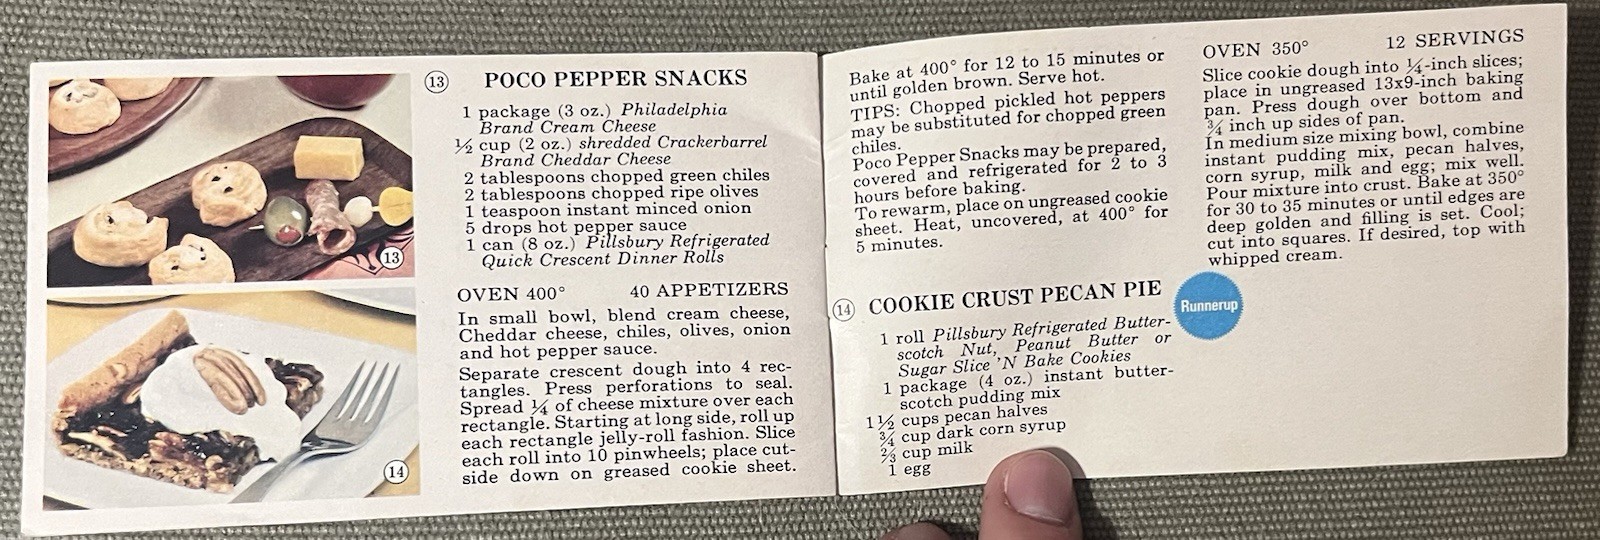 13
14
13 POCO PEPPER SNACKS
1 package (3 oz.) Philadelphia
Brand Cream Cheese
½ cup (2 oz.) shredded Crackerbarrel
Brand Cheddar Cheese
2 tablespoons chopped green chiles
2 tablespoons chopped ripe olives
1 teaspoon instant minced onion
5 drops hot pepper sauce
1 can (8 oz.) Pillsbury Refrigerated
Quick Crescent Dinner Rolls
OVEN 400° 40 APPETIZERS
In small bowl, blend cream cheese,
Cheddar cheese, chiles, olives, onion
and hot pepper sauce.
Separate crescent dough into 4 rec-
tangles. Press perforations to seal.
Spread ¼ of cheese mixture over each
rectangle. Starting at long side, roll up
each rectangle jelly-roll fashion. Slice
each roll into 10 pinwheels; place cut-
side down on greased cookie sheet.
Bake at 400° for 12 to 15 minutes or
until golden brown. Serve hot.
TIPS: Chopped pickled hot peppers
may be substituted for chopped green
chiles.
Poco Pepper Snacks may be prepared,
covered and refrigerated for 2 to 3
hours before baking.
To rewarm, place on ungreased cookie
sheet. Heat, uncovered, at 400° for
5 minutes.
14 COOKIE CRUST PECAN PIE
Runnerup
1 roll Pillsbury Refrigerated Butter-
scotch Nut, Peanut Butter or
Sugar Slice 'N Bake Cookies
1 package (4 oz.) instant butter-
scotch pudding mix
1½ cups pecan halves
¾ cup dark corn syrup
⅔ cup milk
1 egg
OVEN 350° 12 SERVINGS
Slice cookie dough into ¼-inch slices;
place in ungreased 13x9-inch baking
pan. Press dough over bottom and
¾ inch up sides of pan.
In medium size mixing bowl, combine
instant pudding mix, pecan halves,
corn syrup, milk and egg; mix well.
Pour mixture into crust. Bake at 350°
for 30 to 35 minutes or until edges are
deep golden and filling is set. Cool;
cut into squares. If desired, top with
whipped cream.